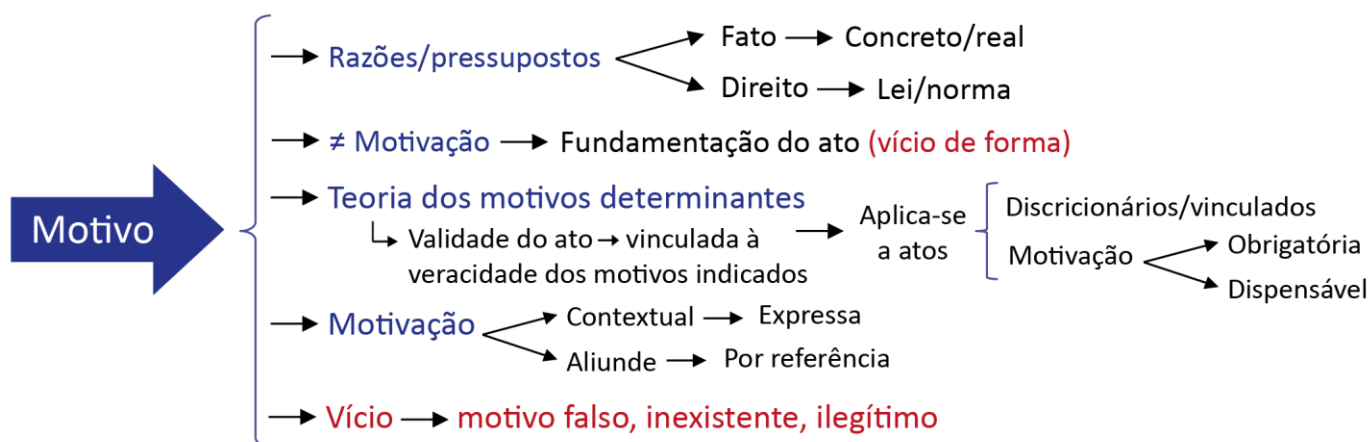 Motivo
Razões/pressupostos
Fato → Concreto/real
Direito → Lei/norma
≠ Motivação → Fundamentação do ato (vício de forma)
Teoria dos motivos determinantes
Validade do ato → vinculada à
veracidade dos motivos indicados
Aplica-se
a atos
Discricionários/vinculados
Motivação
Obrigatória
Dispensável
Motivação
Contextual → Expressa
Aliunde → Por referência
Vício → motivo falso, inexistente, ilegítimo